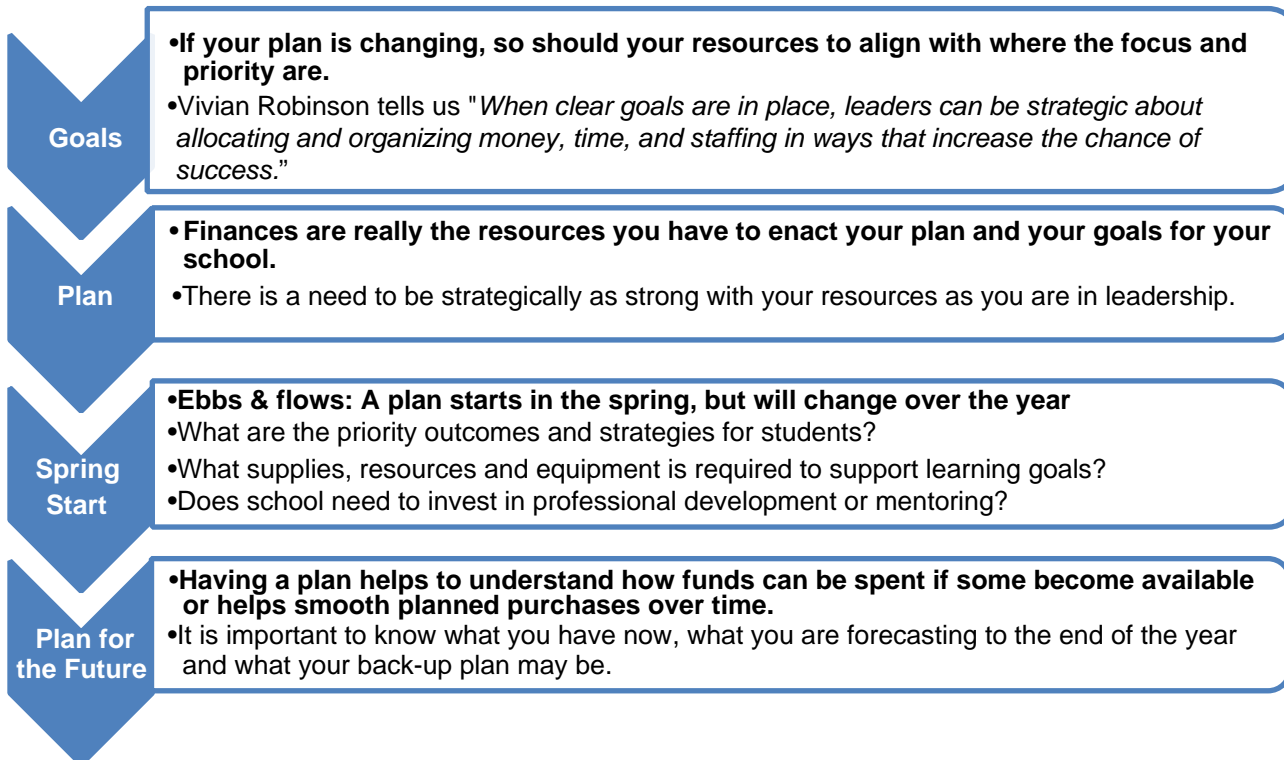 Goals
•If your plan is changing, so should your resources to align with where the focus and
priority are.
•Vivian Robinson tells us "When clear goals are in place, leaders can be strategic about
allocating and organizing money, time, and staffing in ways that increase the chance of
success.”
Plan
•Finances are really the resources you have to enact your plan and your goals for your
school.
•There is a need to be strategically as strong with your resources as you are in leadership.
Spring
Start
•Ebbs & flows: A plan starts in the spring, but will change over the year
•What are the priority outcomes and strategies for students?
•What supplies, resources and equipment is required to support learning goals?
•Does school need to invest in professional development or mentoring?
Plan for
the Future
•Having a plan helps to understand how funds can be spent if some become available
or helps smooth planned purchases over time.
•It is important to know what you have now, what you are forecasting to the end of the year
and what your back-up plan may be.